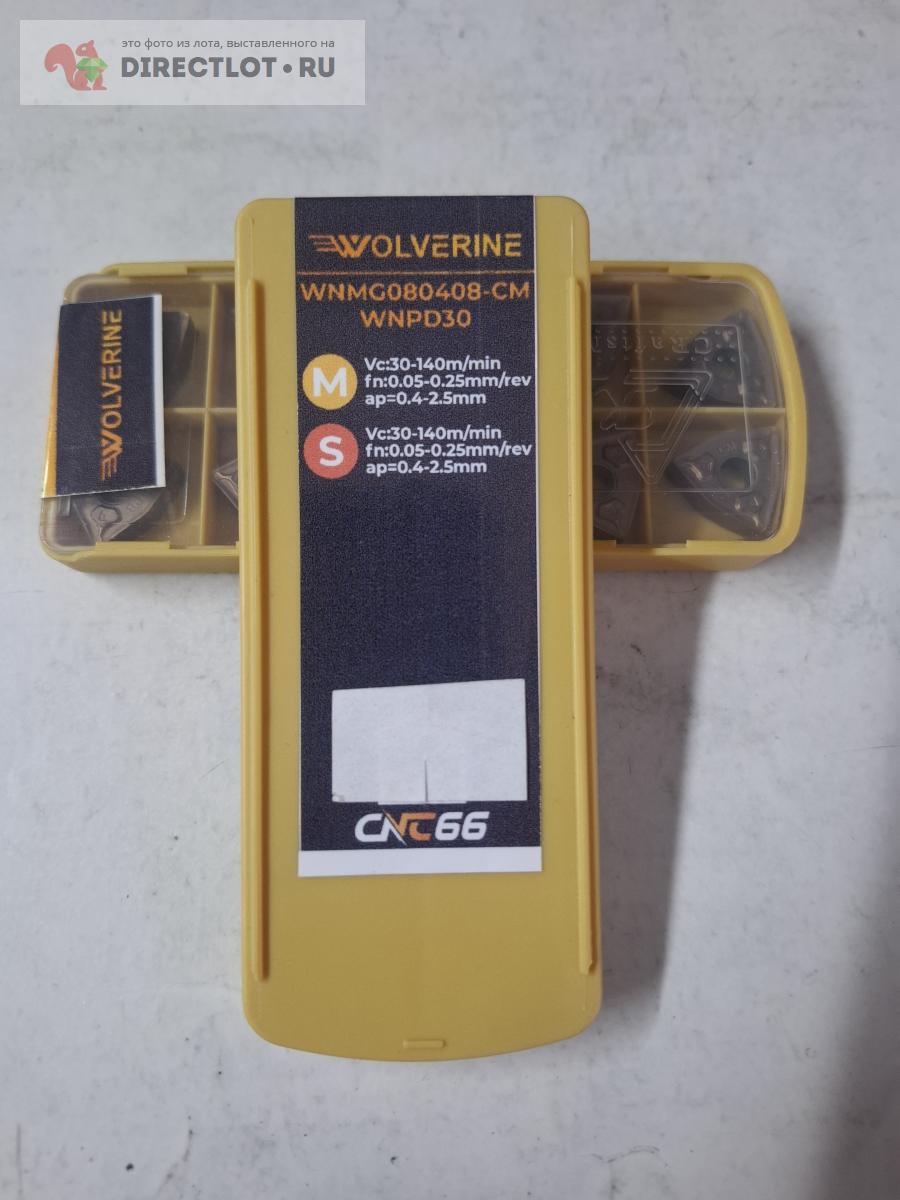 это фото из лота, выставленного на
DIRECTLOT.RU
WOLVERINE
WNMG080408-CM
WNPD30
M
Vc:30-140m/min
fn:0.05-0.25mm/rev
ap=0.4-2.5mm
S
Vc:30-140m/min
fn:0.05-0.25mm/rev
ap=0.4-2.5mm
CNC66
WOLVERINE